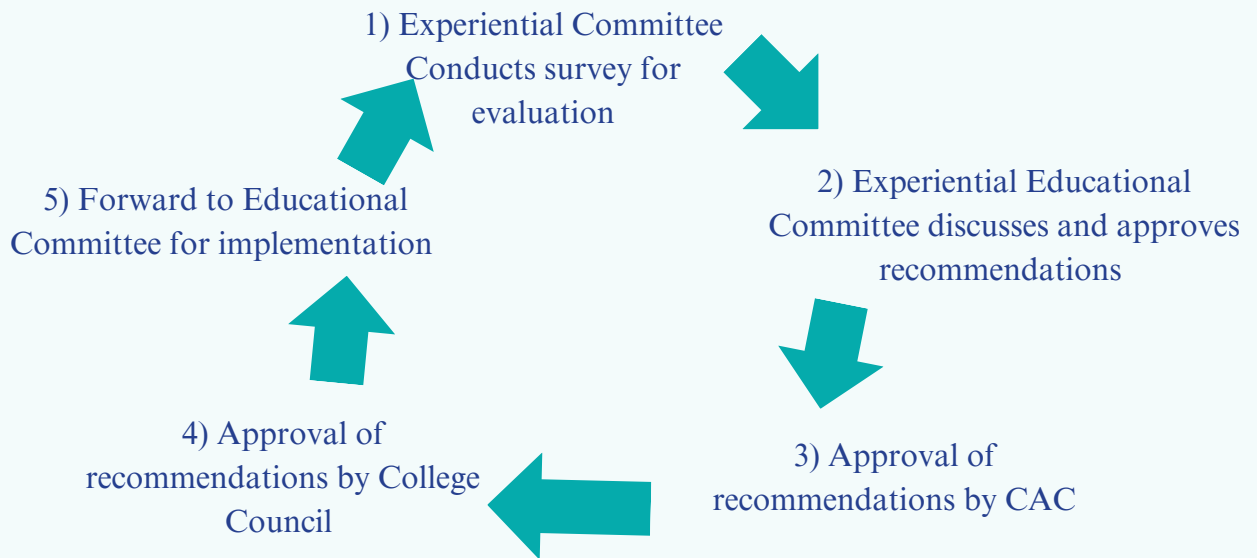 1) Experiential Committee
Conducts survey for
evaluation
2) Experiential Educational
Committee discusses and approves
recommendations
3) Approval of
recommendations by CAC
4) Approval of
recommendations by College
Council
5) Forward to Educational
Committee for implementation